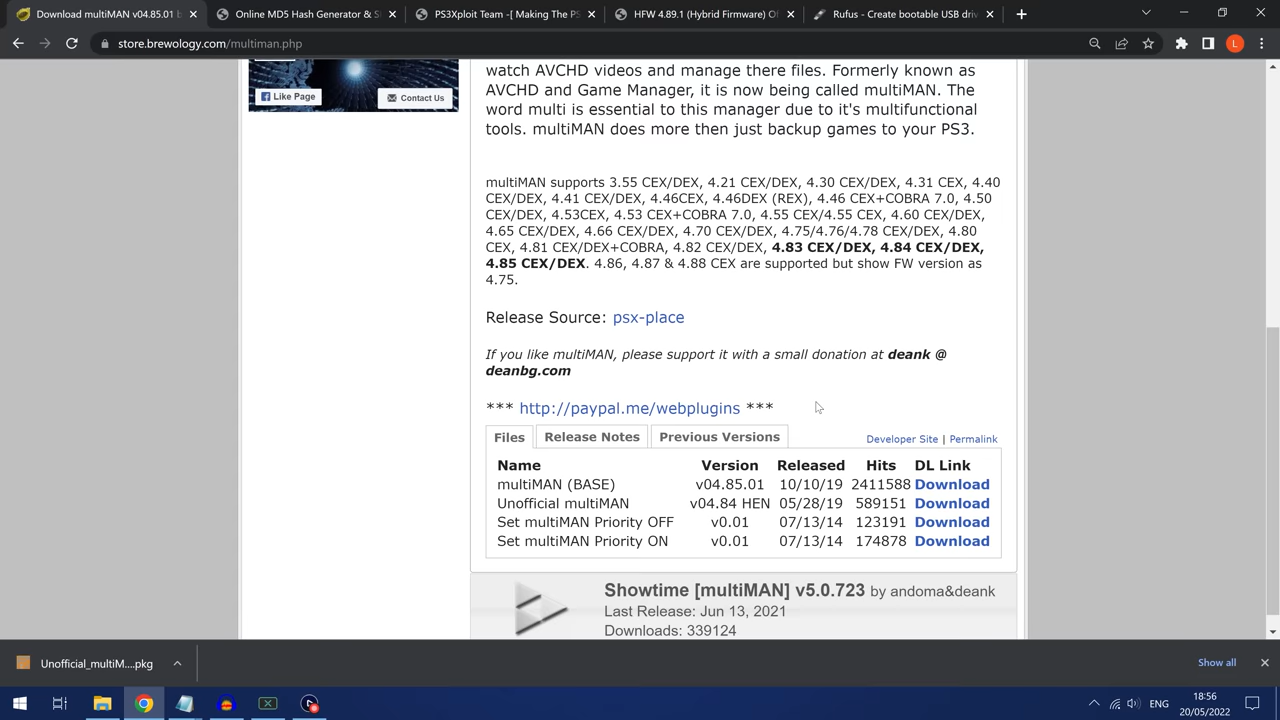 Download multiMAN v04.85.01 b
Online MD5 Hash Generator & S
PS3Xploit Team -[ Making The PS
HFW 4.89.1 (Hybrid Firmware) O
Rufus - Create bootable USB driv
store.brewology.com/multiman.php
L
Like Page
Contact Us
watch AVCHD videos and manage there files. Formerly known as
AVCHD and Game Manager, it is now being called multiMAN. The
word multi is essential to this manager due to it's multifunctional
tools. multiMAN does more then just backup games to your PS3.
multiMAN supports 3.55 CEX/DEX, 4.21 CEX/DEX, 4.30 CEX/DEX, 4.31 CEX, 4.40
CEX/DEX, 4.41 CEX/DEX, 4.46CEX, 4.46DEX (REX), 4.46 CEX+COBRA 7.0, 4.50
CEX/DEX, 4.53CEX, 4.53 CEX+COBRA 7.0, 4.55 CEX/4.55 CEX, 4.60 CEX/DEX,
4.65 CEX/DEX, 4.66 CEX/DEX, 4.70 CEX/DEX, 4.75/4.76/4.78 CEX/DEX, 4.80
CEX, 4.81 CEX/DEX+COBRA, 4.82 CEX/DEX, 4.83 CEX/DEX, 4.84 CEX/DEX,
4.85 CEX/DEX. 4.86, 4.87 & 4.88 CEX are supported but show FW version as
4.75.
Release Source: psx-place
If you like multiMAN, please support it with a small donation at deank @
deanbg.com
*** http://paypal.me/webplugins ***
Files Release Notes Previous Versions Developer Site | Permalink
Name Version Released Hits DL Link
multiMAN (BASE) v04.85.01 10/10/19 2411588 Download
Unofficial multiMAN v04.84 HEN 05/28/19 589151 Download
Set multiMAN Priority OFF v0.01 07/13/14 123191 Download
Set multiMAN Priority ON v0.01 07/13/14 174878 Download
Showtime [multiMAN] v5.0.723 by andoma&deank
Last Release: Jun 13, 2021
Downloads: 339124
Unofficial_multiM....pkg
Show all
ENG
18:56
20/05/2022